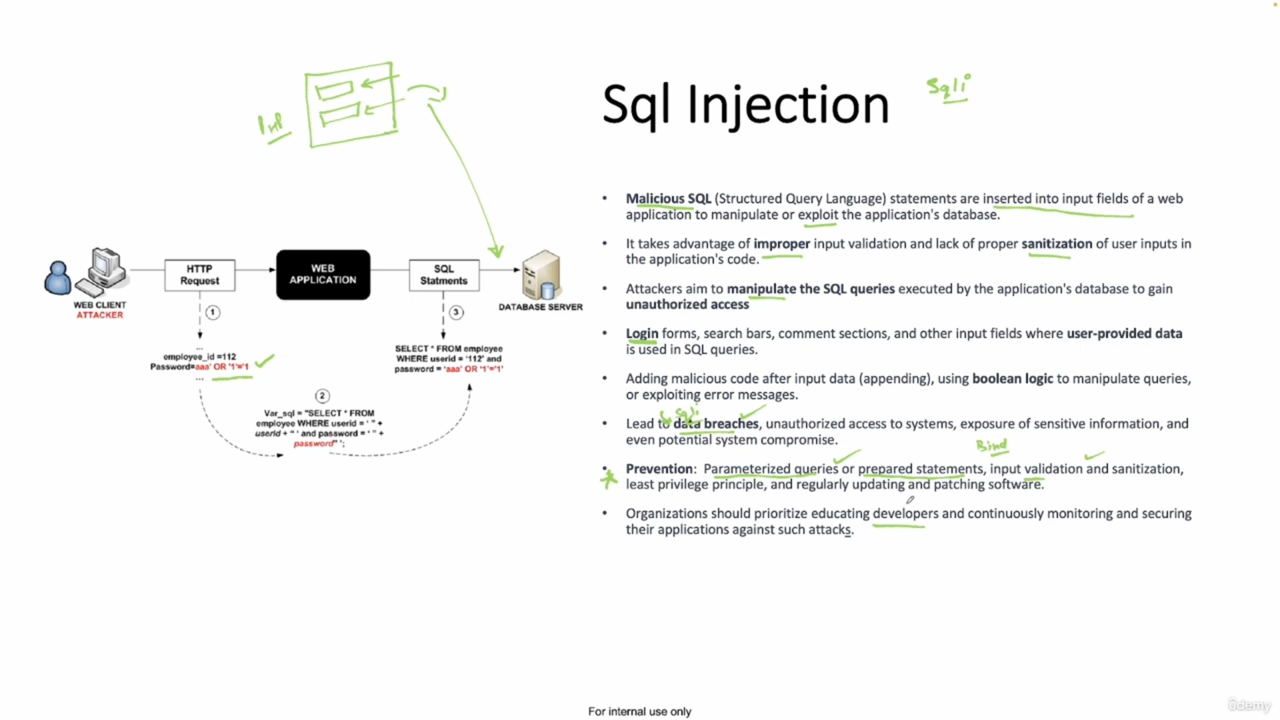 Sql Injection
Sqli
Inp
• Malicious SQL (Structured Query Language) statements are inserted into input fields of a web
application to manipulate or exploit the application's database.
• It takes advantage of improper input validation and lack of proper sanitization of user inputs in
the application's code.
• Attackers aim to manipulate the SQL queries executed by the application's database to gain
unauthorized access
• Login forms, search bars, comment sections, and other input fields where user-provided data
is used in SQL queries.
• Adding malicious code after input data (appending), using boolean logic to manipulate queries,
or exploiting error messages.
Sqli
• Lead to data breaches, unauthorized access to systems, exposure of sensitive information, and
even potential system compromise.
Bind
• Prevention: Parameterized queries or prepared statements, input validation and sanitization,
least privilege principle, and regularly updating and patching software.
• Organizations should prioritize educating developers and continuously monitoring and securing
their applications against such attacks.
WEB CLIENT
ATTACKER
HTTP
Request
WEB
APPLICATION
SQL
Statments
DATABASE SERVER
1
3
...
employee_id =112
Password=aaa' OR '1'='1
...
SELECT * FROM employee
WHERE userid = '112' and
password = 'aaa' OR '1'='1'
2
Var_sql = "SELECT * FROM
employee WHERE userid = ' " +
userid + " ' and password = ' " +
password" ';
For internal use only
ûdemy